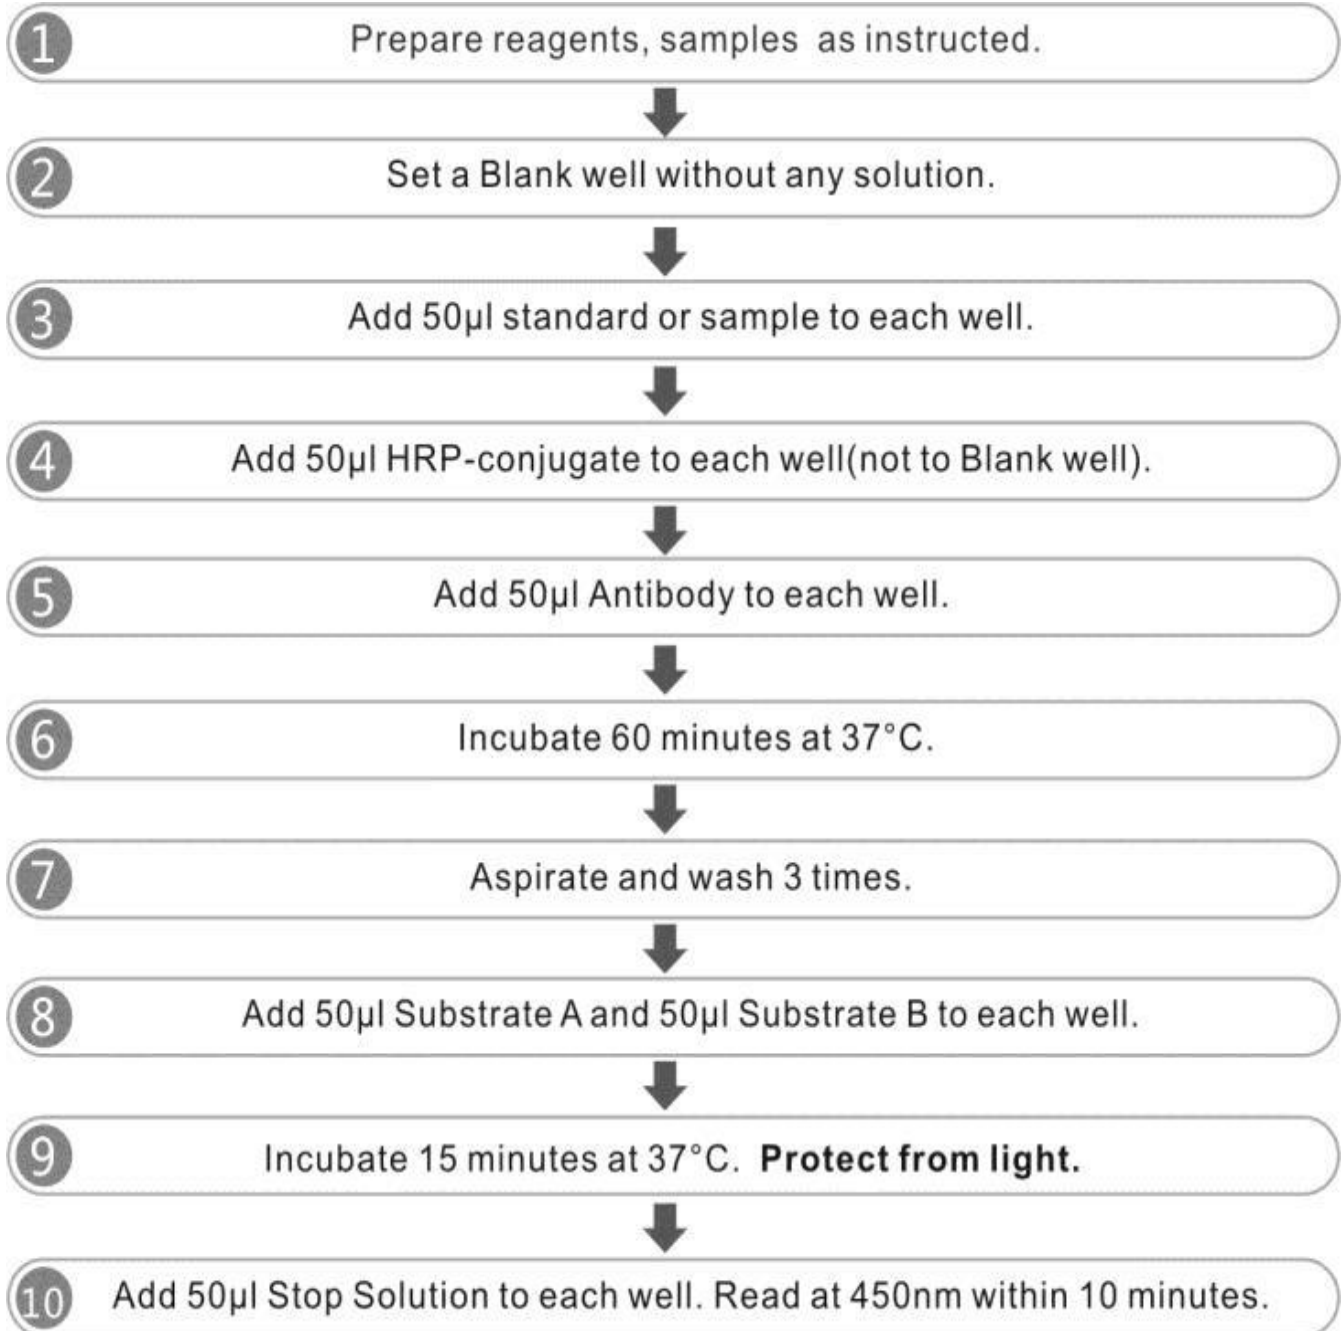 1 Prepare reagents, samples as instructed.
2 Set a Blank well without any solution.
3 Add 50μl standard or sample to each well.
4 Add 50μl HRP-conjugate to each well(not to Blank well).
5 Add 50μl Antibody to each well.
6 Incubate 60 minutes at 37°C.
7 Aspirate and wash 3 times.
8 Add 50μl Substrate A and 50μl Substrate B to each well.
9 Incubate 15 minutes at 37°C. Protect from light.
10 Add 50μl Stop Solution to each well. Read at 450nm within 10 minutes.